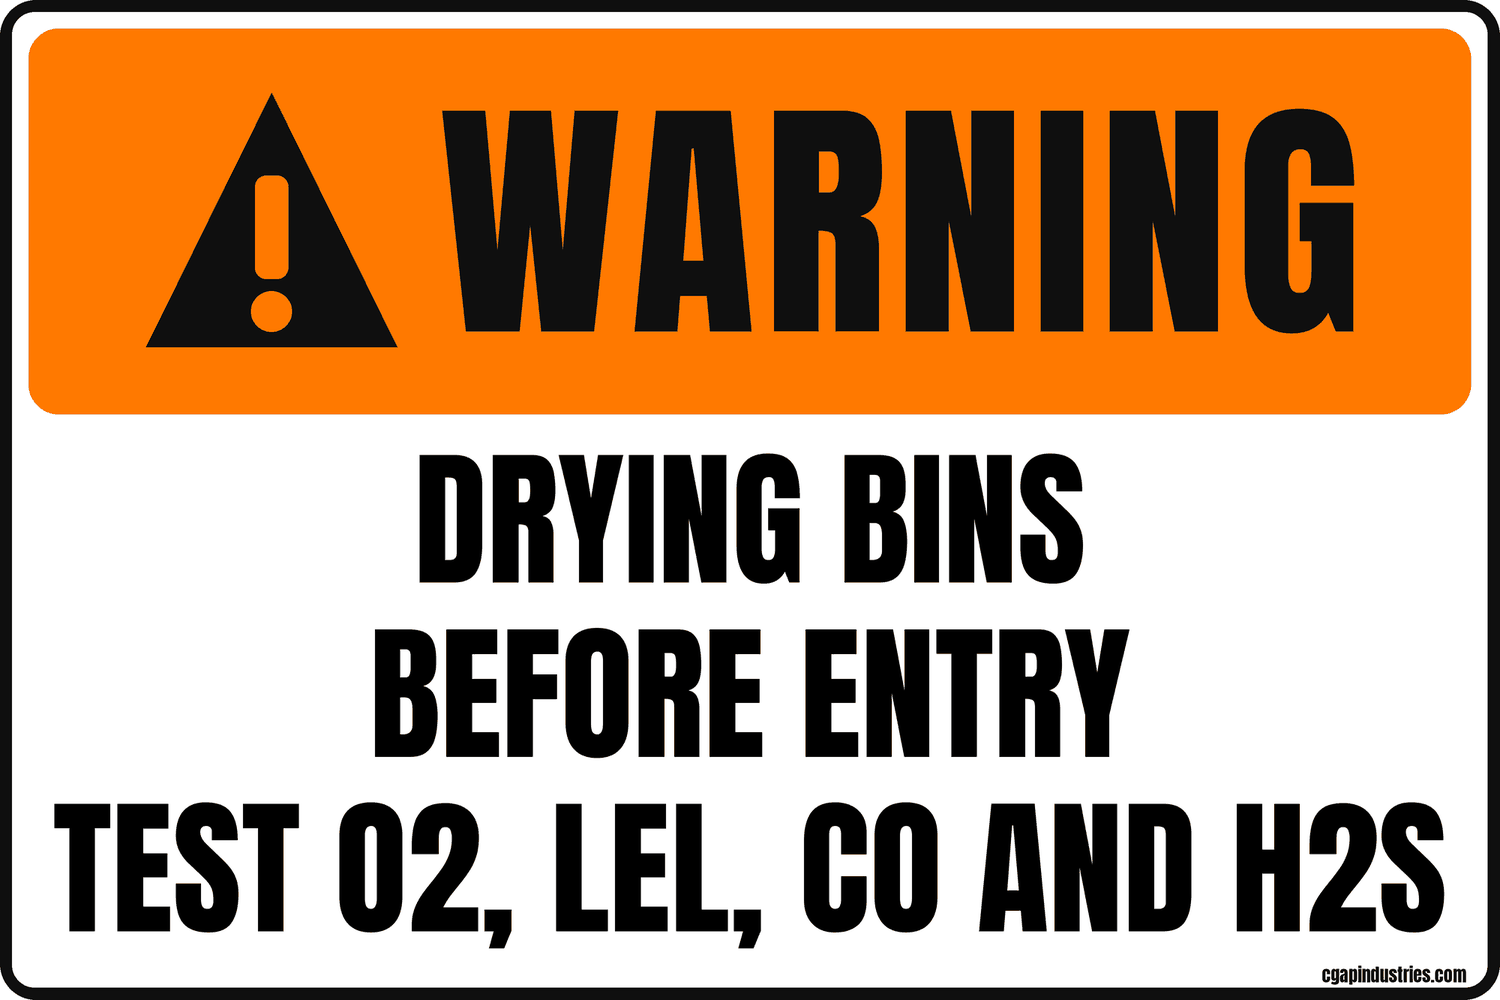 WARNING
DRYING BINS
BEFORE ENTRY
TEST O2, LEL, CO AND H2S
cgapindustries.com